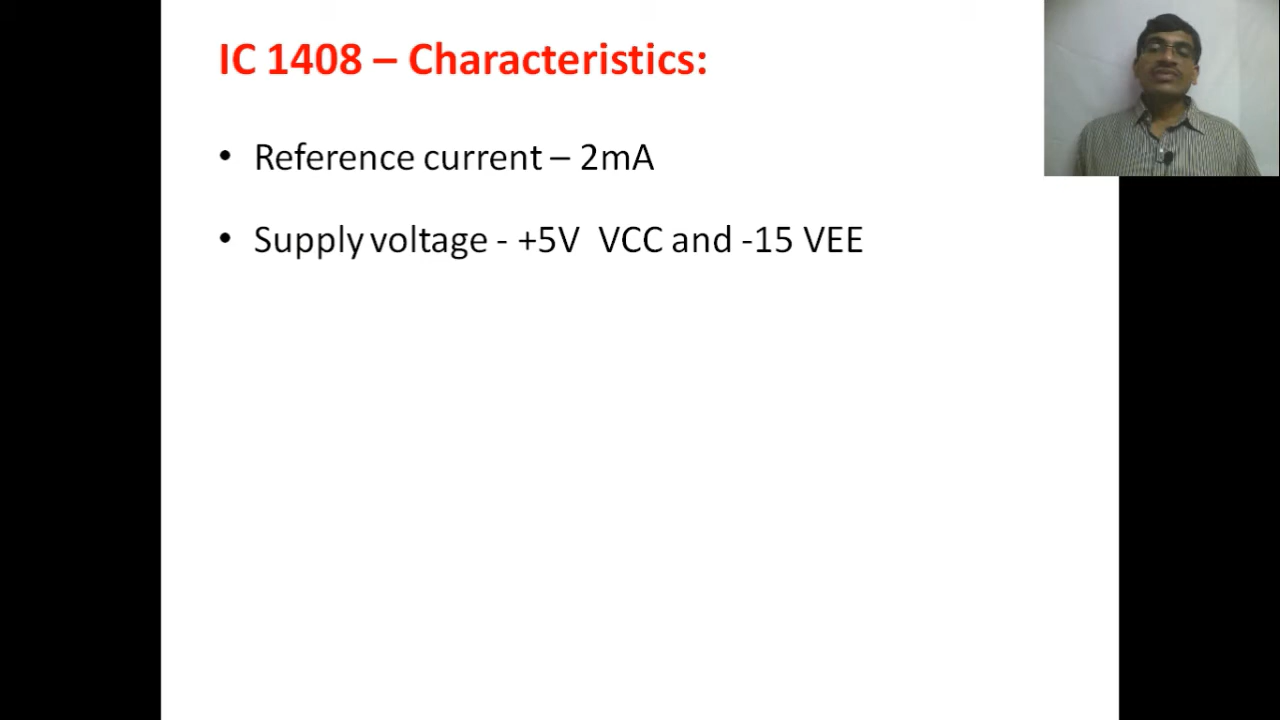 IC 1408 – Characteristics:
• Reference current – 2mA
• Supply voltage - +5V  VCC and -15 VEE